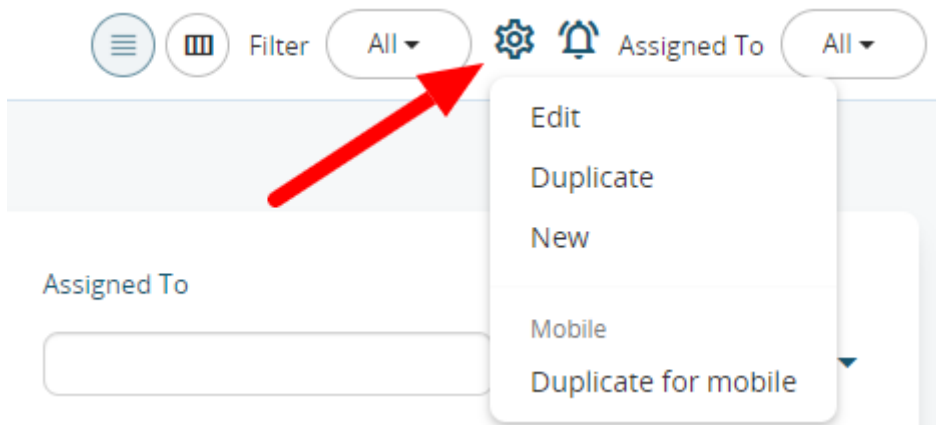 Filter All Assigned To All
Edit
Duplicate
New
Assigned To
Mobile
Duplicate for mobile